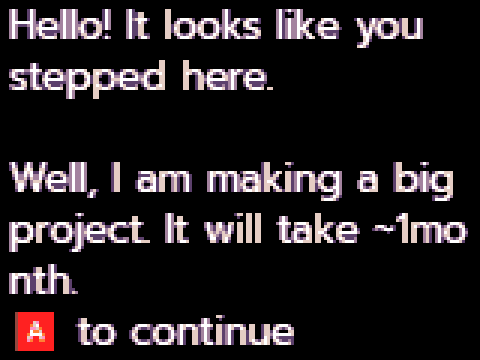 Hello! It looks like you
stepped here.
Well, I am making a big
project. It will take ~1mo
nth.
A to continue